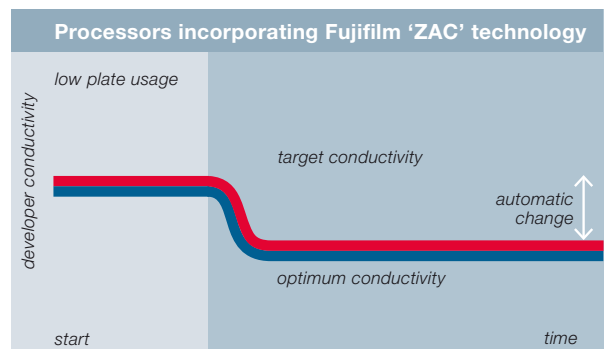 Processors incorporating Fujifilm ‘ZAC’ technology
low plate usage
developer conductivity
target conductivity
automatic
change
optimum conductivity
start
time